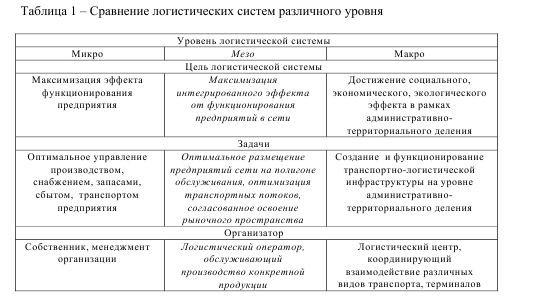 Таблица 1 – Сравнение логистических систем различного уровня
Уровень логистической системы
Микро
Мезо
Макро
Цель логистической системы
Максимизация эффекта
функционирования
предприятия
Максимизация
интегрированного эффекта
от функционирования
предприятий в сети
Достижение социального,
экономического, экологического
эффекта в рамках
административно-
территориального деления
Задачи
Оптимальное управление
производством,
снабжением, запасами,
сбытом, транспортом
предприятия
Оптимальное размещение
предприятий сети на полигоне
обслуживания, оптимизация
транспортных потоков,
согласованное освоение
рыночного пространства
Создание и функционирование
транспортно-логистической
инфраструктуры на уровне
административно-
территориального деления
Организатор
Собственник, менеджмент
организации
Логистический оператор,
обслуживающий
производство конкретной
продукции
Логистический центр,
координирующий
взаимодействие различных
видов транспорта, терминалов